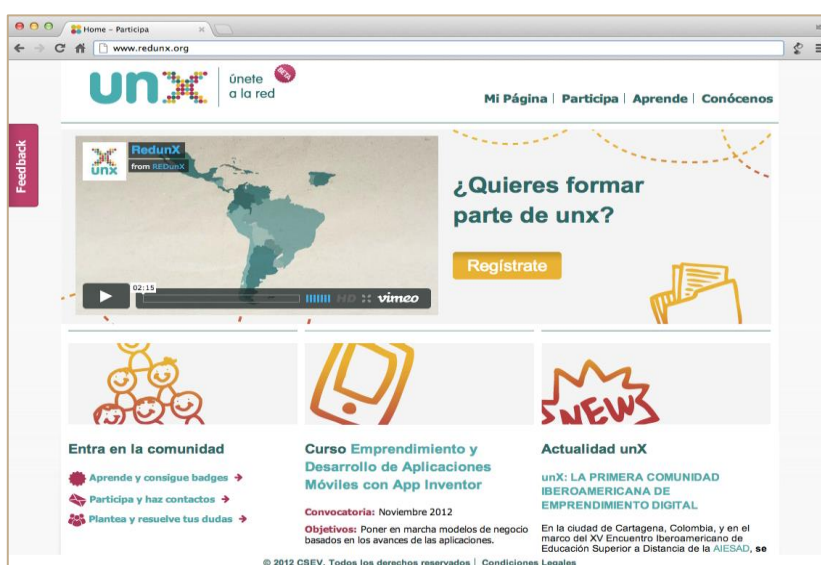 Home – Participa
www.redunx.org
unx
únete
a la red
BETA
Mi Página | Participa | Aprende | Conócenos
Feedback
unx
RedunX
from REDunX
02:15
HD
vimeo
¿Quieres formar
parte de unx?
Regístrate
NEWS
Entra en la comunidad
Aprende y consigue badges
Participa y haz contactos
Plantea y resuelve tus dudas
Curso Emprendimiento y
Desarrollo de Aplicaciones
Móviles con App Inventor
Convocatoria: Noviembre 2012
Objetivos: Poner en marcha modelos de negocio
basados en los avances de las aplicaciones.
Actualidad unX
unX: LA PRIMERA COMUNIDAD
IBEROAMERICANA DE
EMPRENDIMIENTO DIGITAL
En la ciudad de Cartagena, Colombia, y en el
marco del XV Encuentro Iberoamericano de
Educación Superior a Distancia de la AIESAD, se
© 2012 CSEV. Todos los derechos reservados | Condiciones Legales